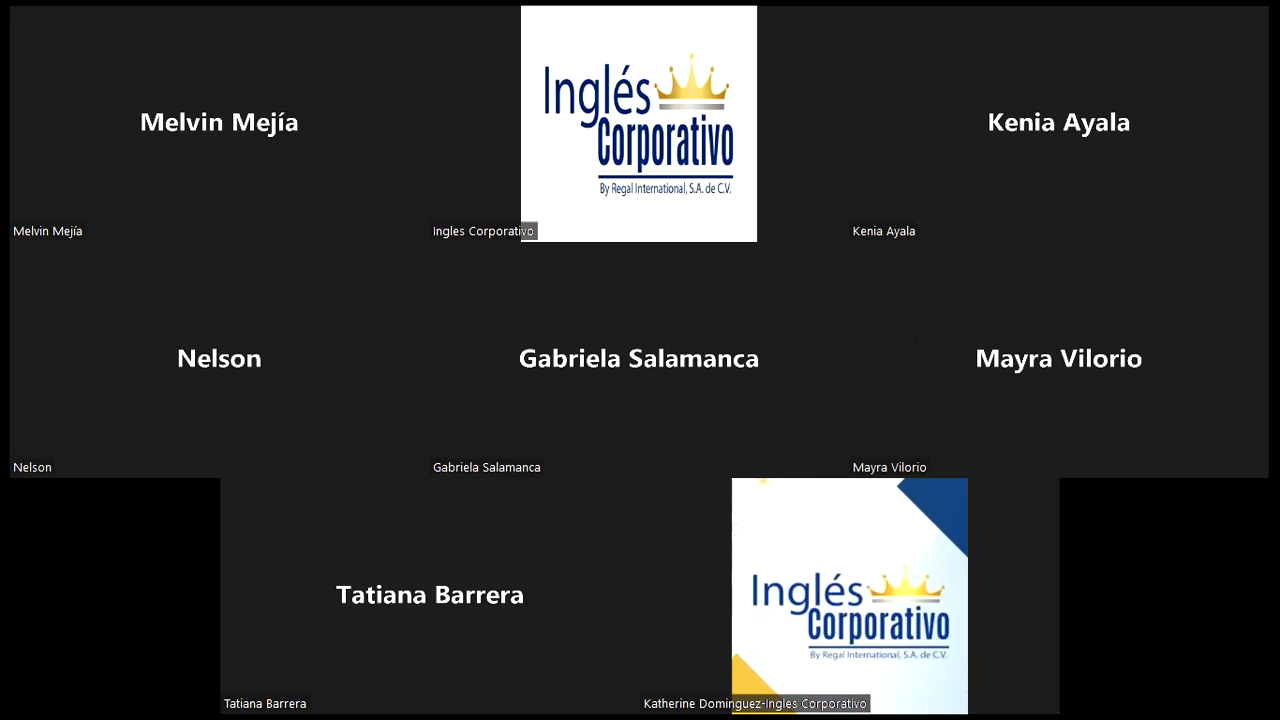 Melvin Mejía
Inglés
Corporativo
By Regal International, S.A. de C.V.
Kenia Ayala
Melvin Mejía
Ingles Corporativo
Kenia Ayala
Nelson
Gabriela Salamanca
Mayra Vilorio
Nelson
Gabriela Salamanca
Mayra Vilorio
Tatiana Barrera
Inglés
Corporativo
By Regal International, S.A. de C.V.
Tatiana Barrera
Katherine Dominguez-Ingles Corporativo